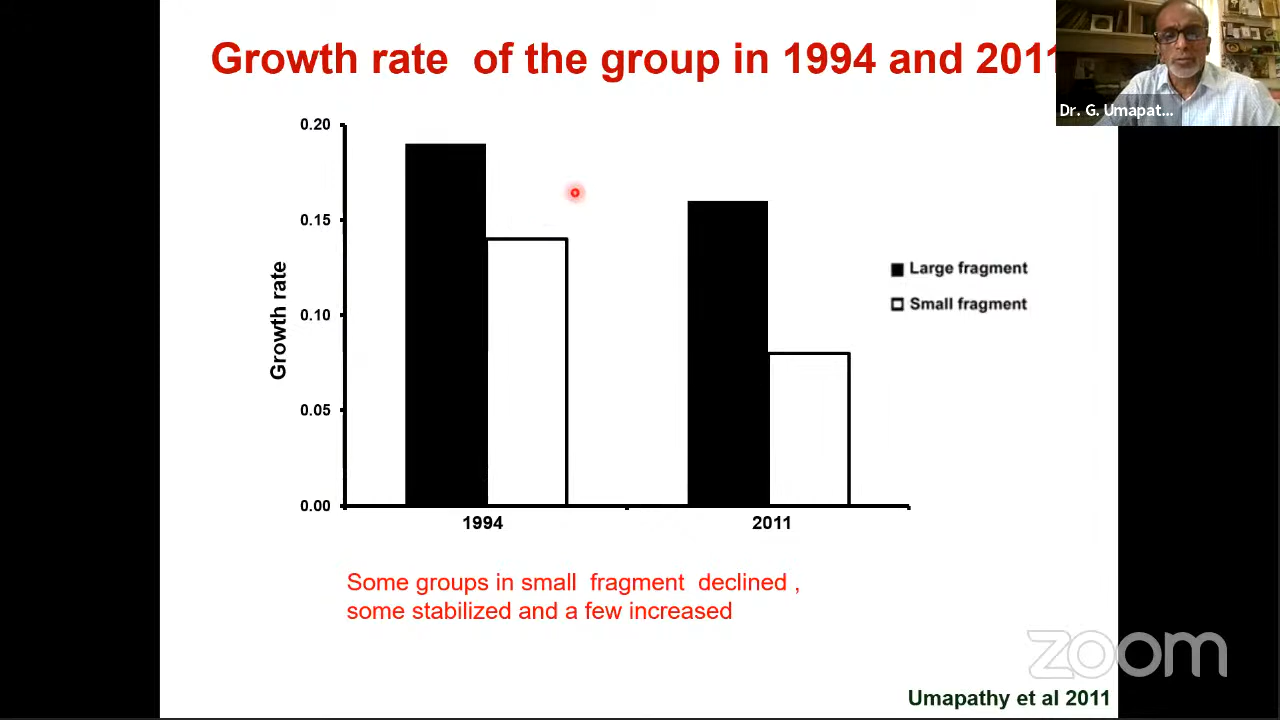 Growth rate of the group in 1994 and 2011
Dr. G. Umapat...
0.20
0.15
0.10
0.05
0.00
Growth rate
1994
2011
Large fragment
Small fragment
Some groups in small fragment declined ,
some stabilized and a few increased
zoom
Umapathy et al 2011